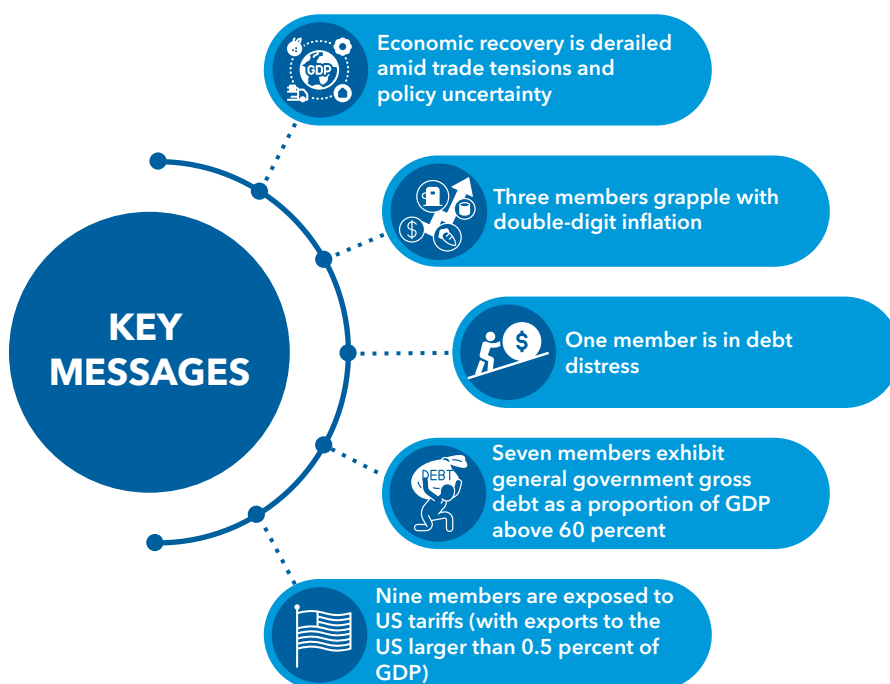 Economic recovery is derailed
amid trade tensions and
policy uncertainty
GDP
Three members grapple with
double-digit inflation
$
KEY
MESSAGES
One member is in debt
distress
$
Seven members exhibit
general government gross
debt as a proportion of GDP
above 60 percent
DEBT
Nine members are exposed to
US tariffs (with exports to the
US larger than 0.5 percent of
GDP)